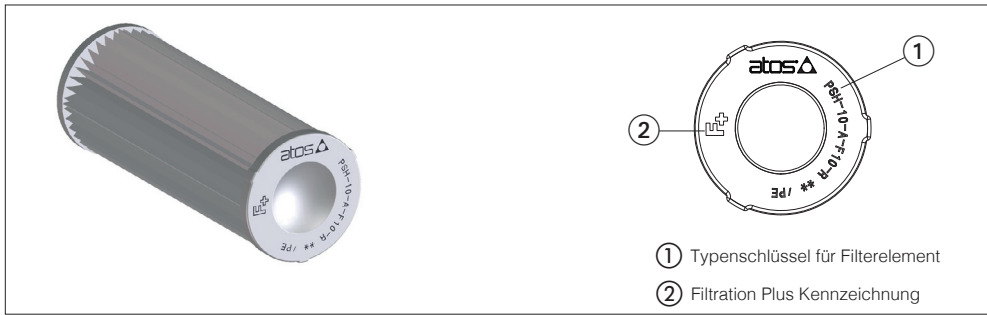 atos
PSH-10-A-F10-R ** /PE
F+
atos
PSH-10-A-F10-R ** /PE
F+
1
2
1 Typenschlüssel für Filterelement
2 Filtration Plus Kennzeichnung